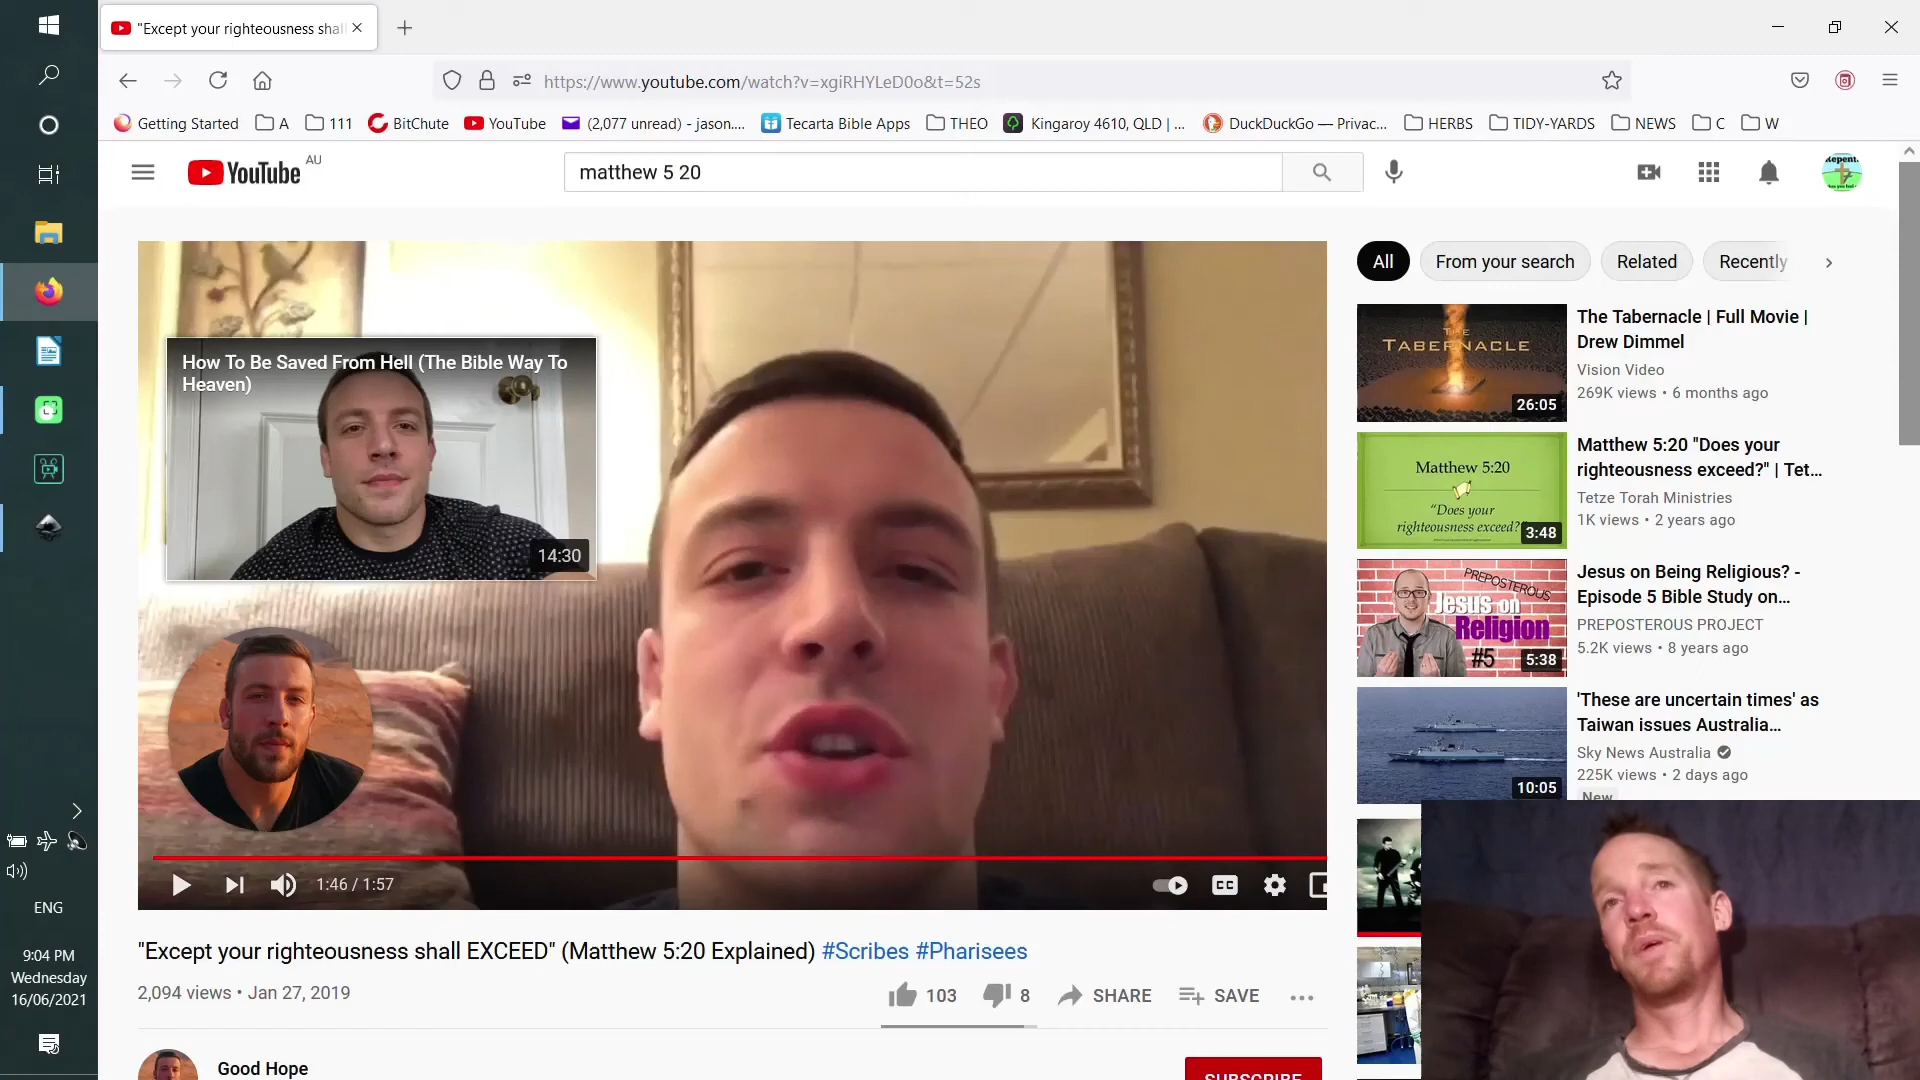 "Except your righteousness shal
https://www.youtube.com/watch?v=xgiRHYLeD0o&t=52s
Getting Started
A
111
BitChute
YouTube
(2,077 unread) - jason....
Tecarta Bible Apps
THEO
Kingaroy 4610, QLD | ...
DuckDuckGo — Privac...
HERBS
TIDY-YARDS
NEWS
C
W
YouTube AU
matthew 5 20
Repent.
How To Be Saved From Hell (The Bible Way To
Heaven)
14:30
1:46 / 1:57
CC
"Except your righteousness shall EXCEED" (Matthew 5:20 Explained) #Scribes #Pharisees
2,094 views • Jan 27, 2019
103
8
SHARE
SAVE
Good Hope
SUBSCRIBE
All
From your search
Related
Recently
THE
TABERNACLE
26:05
The Tabernacle | Full Movie |
Drew Dimmel
Vision Video
269K views • 6 months ago
Matthew 5:20
"Does your
righteousness exceed?"
3:48
Matthew 5:20 "Does your
righteousness exceed?" | Tet...
Tetze Torah Ministries
1K views • 2 years ago
PREPOSTEROUS
Jesus on
Religion
#5
5:38
Jesus on Being Religious? -
Episode 5 Bible Study on...
PREPOSTEROUS PROJECT
5.2K views • 8 years ago
10:05
'These are uncertain times' as
Taiwan issues Australia...
Sky News Australia
225K views • 2 days ago
New
ENG
9:04 PM
Wednesday
16/06/2021